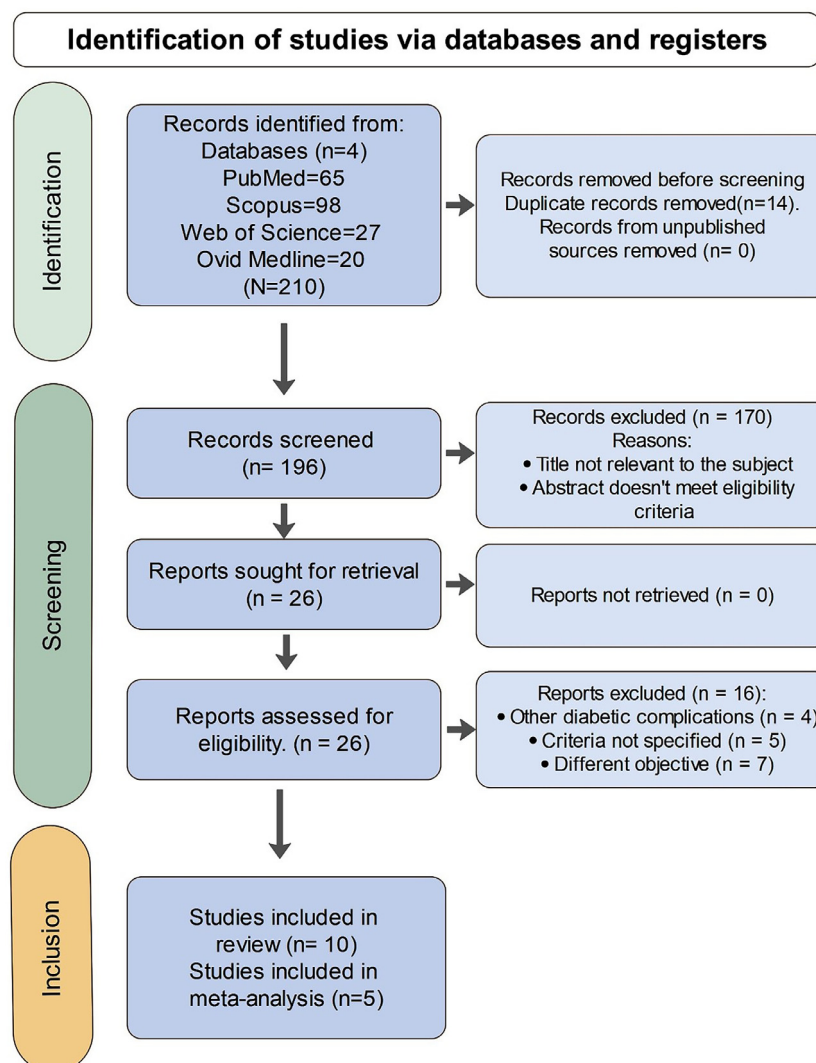 Identification of studies via databases and registers
Identification
Records identified from:
Databases (n=4)
PubMed=65
Scopus=98
Web of Science=27
Ovid Medline=20
(N=210)
Records removed before screening
Duplicate records removed(n=14).
Records from unpublished
sources removed (n= 0)
Screening
Records screened
(n= 196)
Records excluded (n = 170)
Reasons:
• Title not relevant to the subject
• Abstract doesn't meet eligibility
criteria
Reports sought for retrieval
(n = 26)
Reports not retrieved (n = 0)
Reports assessed for
eligibility. (n = 26)
Reports excluded (n = 16):
• Other diabetic complications (n = 4)
• Criteria not specified (n = 5)
• Different objective (n = 7)
Inclusion
Studies included in
review (n= 10)
Studies included in
meta-analysis (n=5)